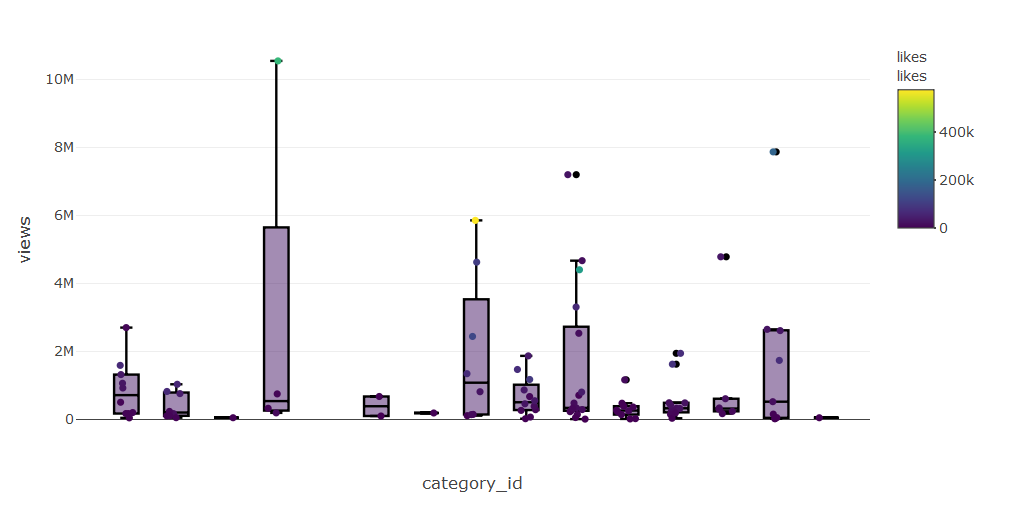 likes
likes
10M
8M
6M
4M
2M
0
views
category_id
400k
200k
0